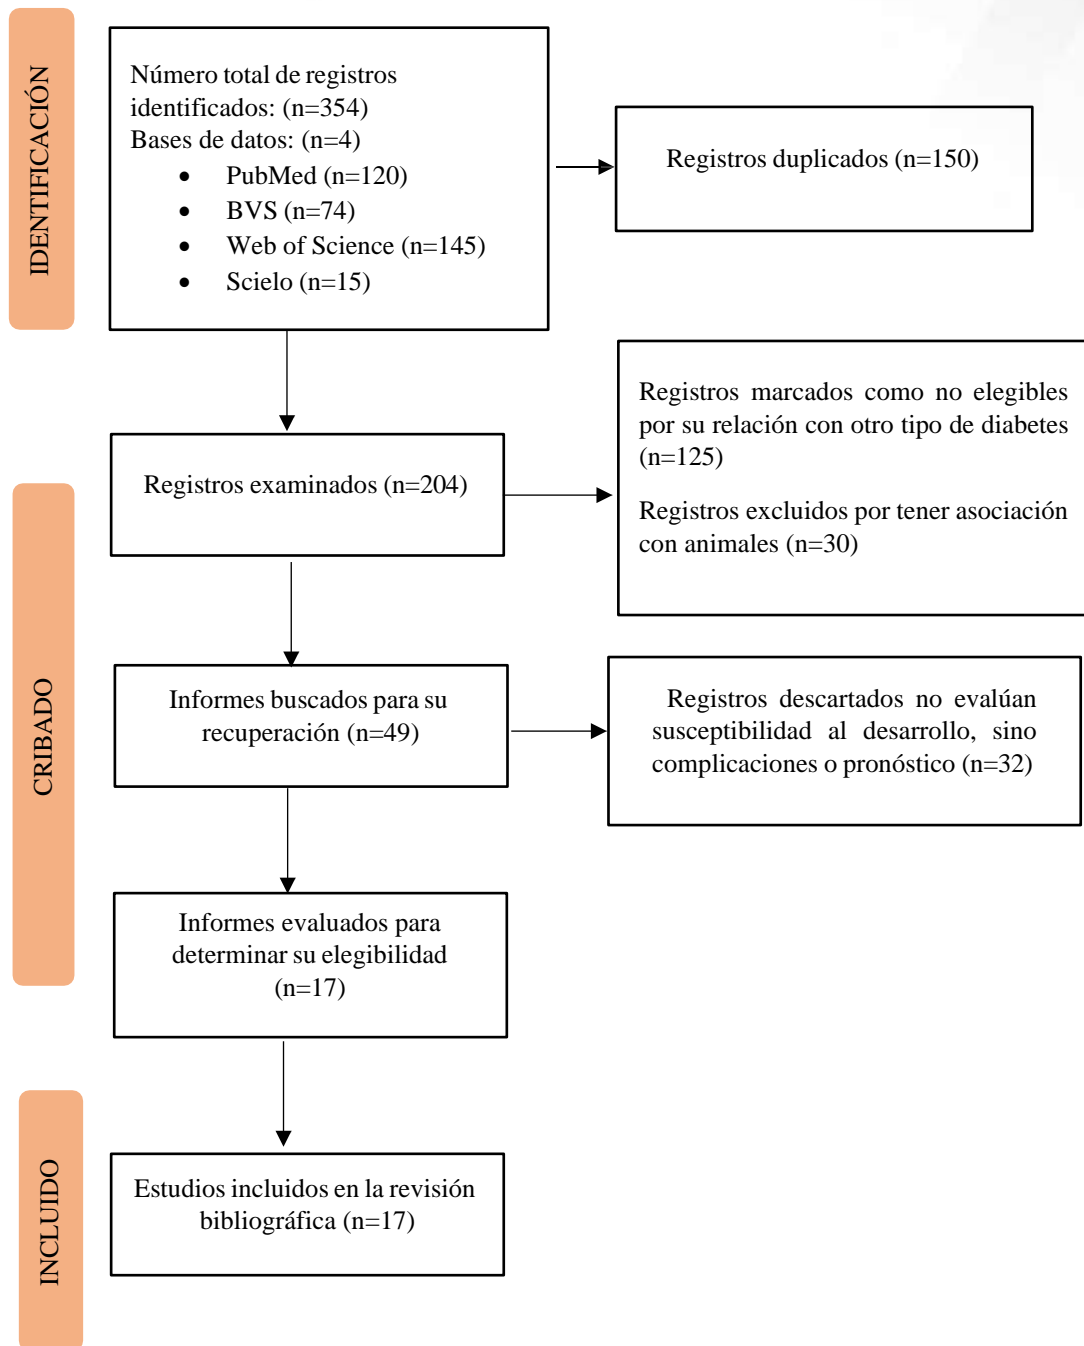 IDENTIFICACIÓN
Número total de registros
identificados: (n=354)
Bases de datos: (n=4)
• PubMed (n=120)
• BVS (n=74)
• Web of Science (n=145)
• Scielo (n=15)
Registros duplicados (n=150)
CRIBADO
Registros examinados (n=204)
Registros marcados como no elegibles
por su relación con otro tipo de diabetes
(n=125)
Registros excluidos por tener asociación
con animales (n=30)
Informes buscados para su
recuperación (n=49)
Registros descartados no evalúan
susceptibilidad al desarrollo, sino
complicaciones o pronóstico (n=32)
Informes evaluados para
determinar su elegibilidad
(n=17)
INCLUIDO
Estudios incluidos en la revisión
bibliográfica (n=17)